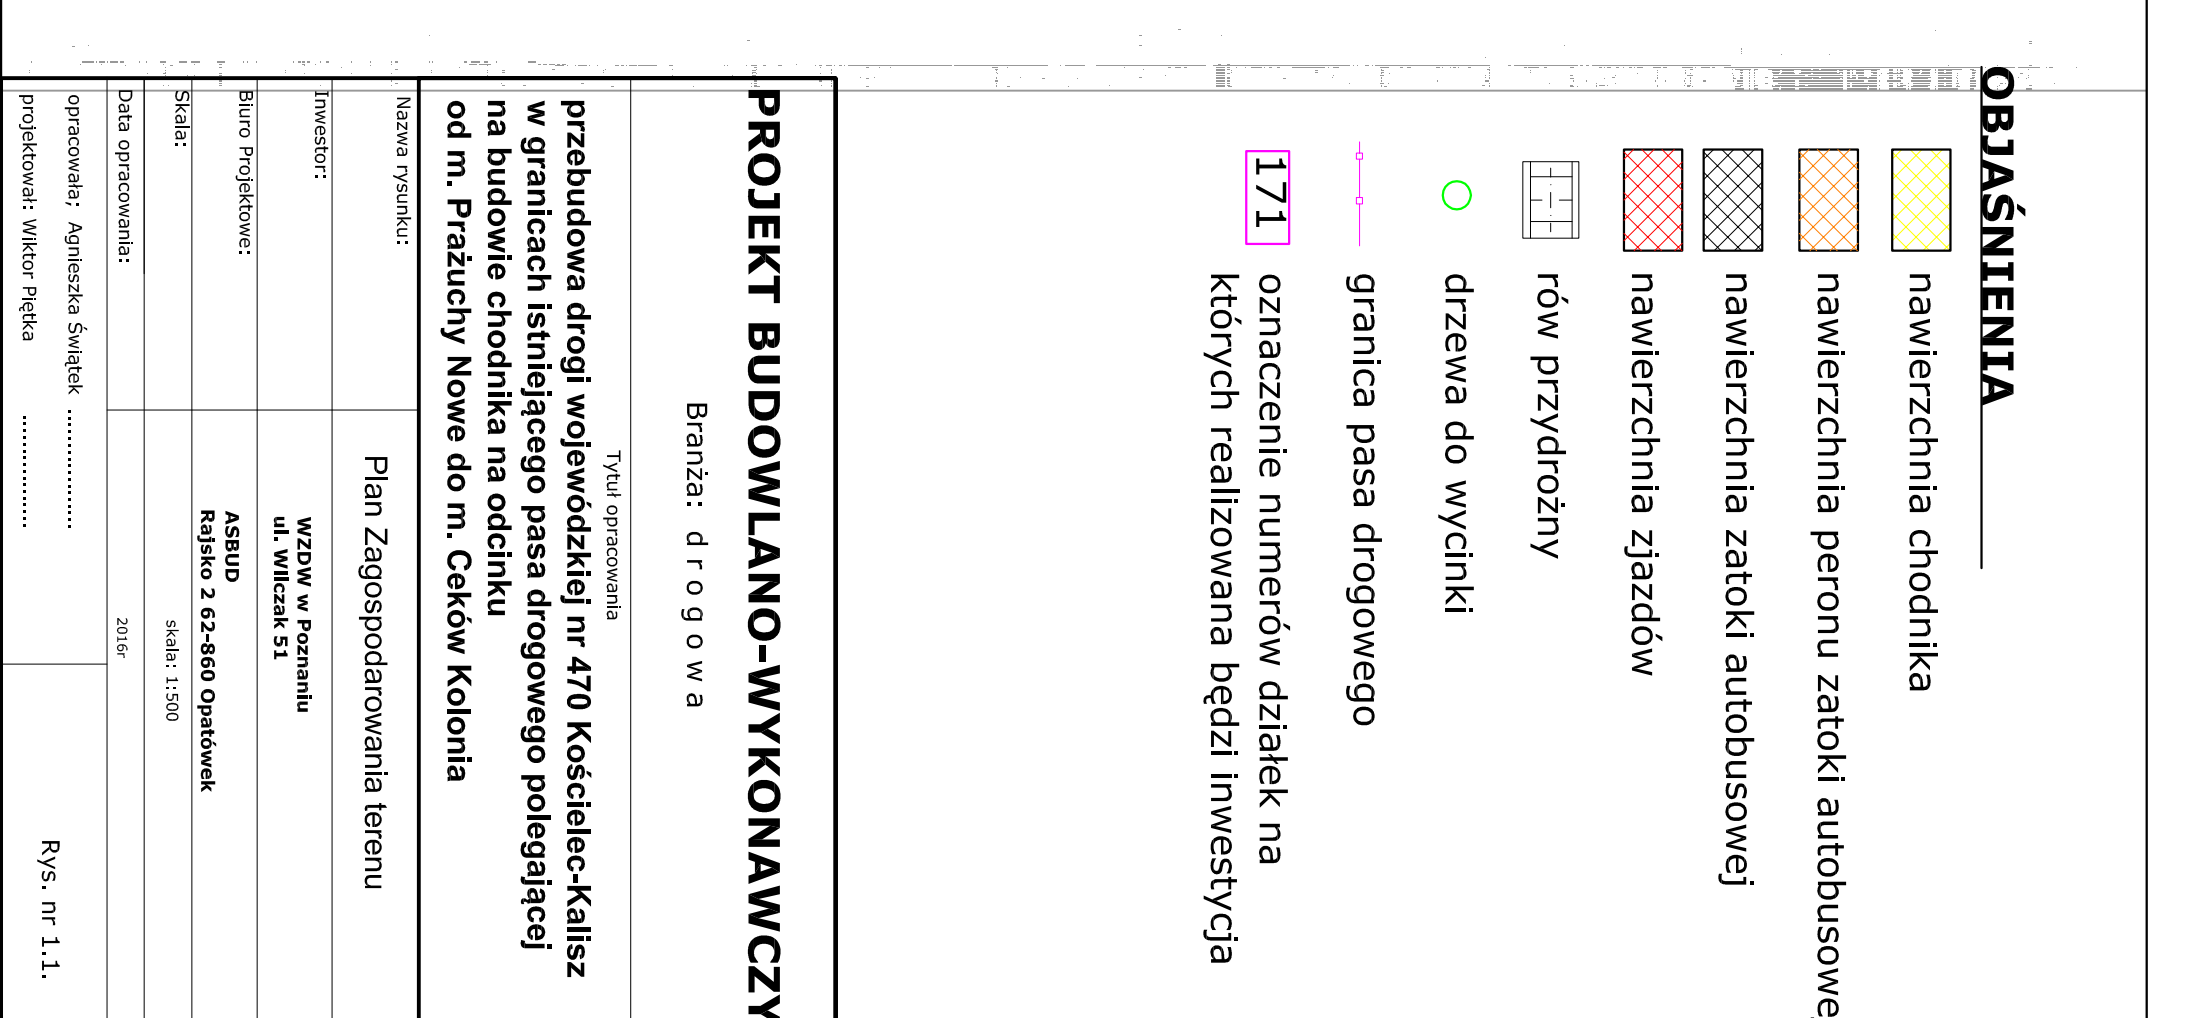 OBJAŚNIENIA
nawierzchnia chodnika
nawierzchnia peronu zatoki autobusowe
nawierzchnia zatoki autobusowej
nawierzchnia zjazdów
rów przydrożny
drzewa do wycinki
granica pasa drogowego
171 oznaczenie numerów działek na
których realizowana będzi inwestycja
PROJEKT BUDOWLANO-WYKONAWCZY
Branża: d r o g o w a
Tytuł opracowania
przebudowa drogi wojewódzkiej nr 470 Kościelec-Kalisz
w granicach istniejącego pasa drogowego polegającej
na budowie chodnika na odcinku
od m. Prażuchy Nowe do m. Ceków Kolonia
Nazwa rysunku:
Plan Zagospodarowania terenu
Inwestor:
WZDW w Poznaniu
ul. Wilczak 51
Biuro Projektowe:
ASBUD
Rajsko 2 62-860 Opatówek
Skala:
skala: 1:500
Data opracowania:
2016r
opracowała; Agnieszka Świątek ................
projektował: Wiktor Piętka ................
Rys. nr 1.1.